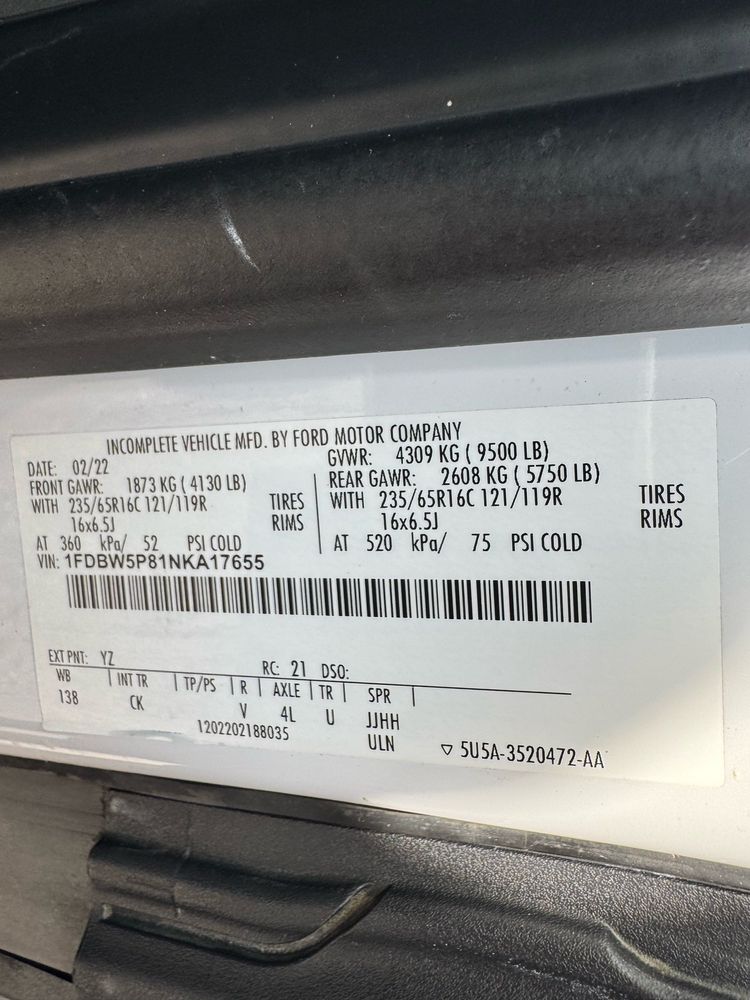 INCOMPLETE VEHICLE MFD. BY FORD MOTOR COMPANY
DATE: 02/22 GVWR: 4309 KG ( 9500 LB)
FRONT GAWR: 1873 KG ( 4130 LB) REAR GAWR: 2608 KG ( 5750 LB)
WITH 235/65R16C 121/119R TIRES WITH 235/65R16C 121/119R TIRES
16x6.5J RIMS 16x6.5J RIMS
AT 360 kPa/ 52 PSI COLD AT 520 kPa/ 75 PSI COLD
VIN: 1FDBW5P81NKA17655
EXT PNT: YZ RC: 21 DSO:
WB INT TR TP/PS R AXLE TR SPR
138 CK V 4L U JJHH
1202202188035 ULN ▽ 5U5A-3520472-AA